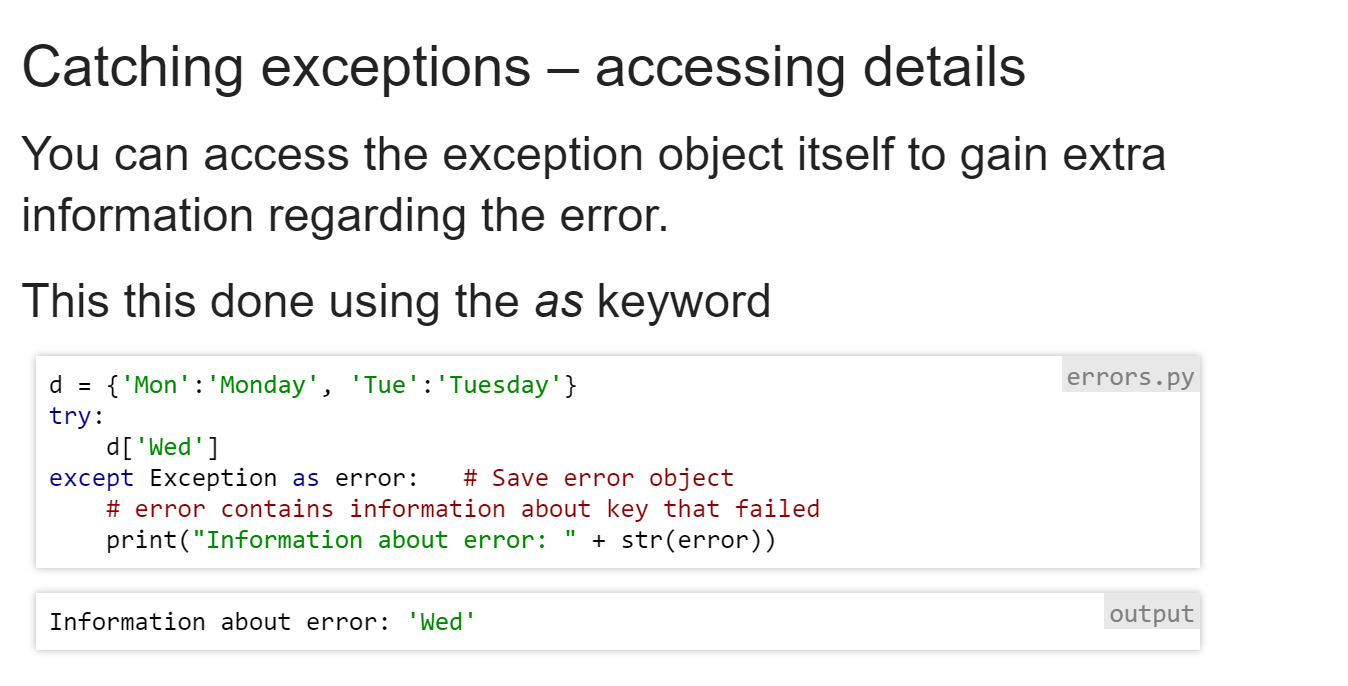 Catching exceptions – accessing details
You can access the exception object itself to gain extra
information regarding the error.
This this done using the as keyword
errors.py
d = {'Mon':'Monday', 'Tue':'Tuesday'}
try:
    d['Wed']
except Exception as error:   # Save error object
    # error contains information about key that failed
    print("Information about error: " + str(error))
output
Information about error: 'Wed'